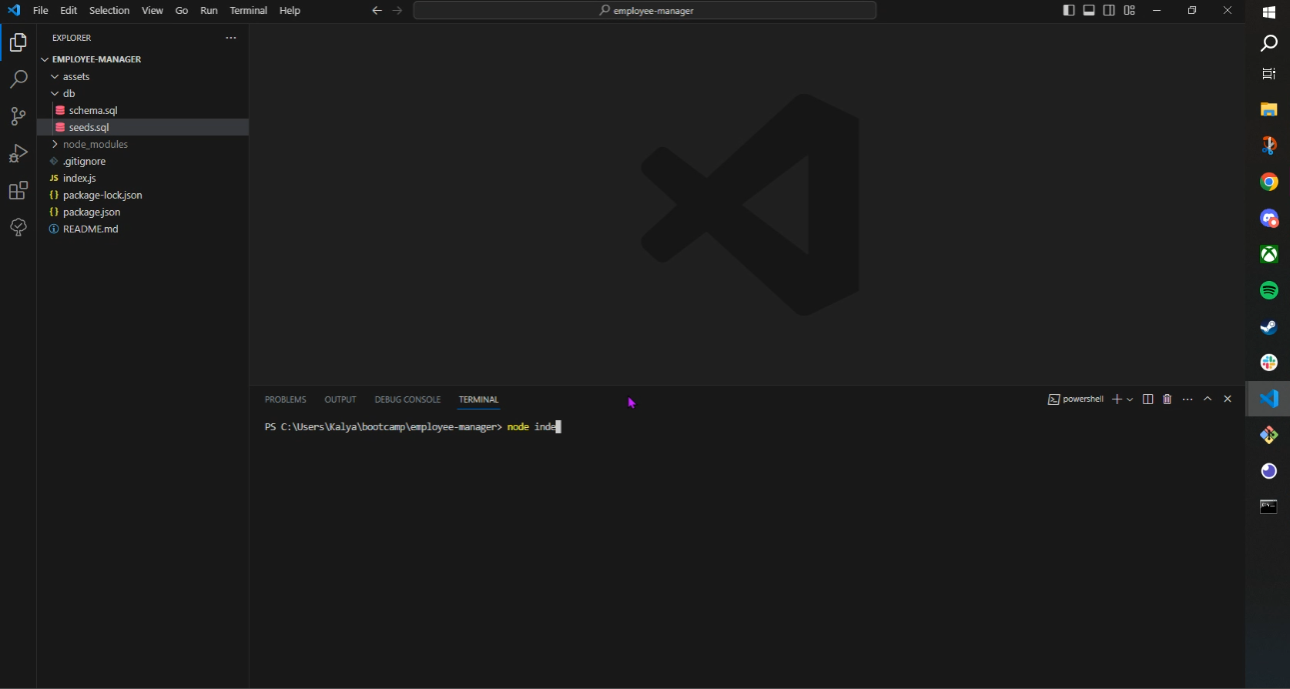 File Edit Selection View Go Run Terminal Help
employee-manager
EXPLORER
EMPLOYEE-MANAGER
assets
db
schema.sql
seeds.sql
node_modules
.gitignore
JS index.js
{} package-lock.json
{} package.json
README.md
PROBLEMS OUTPUT DEBUG CONSOLE TERMINAL
powershell
PS C:\Users\Kalya\bootcamp\employee-manager> node inde